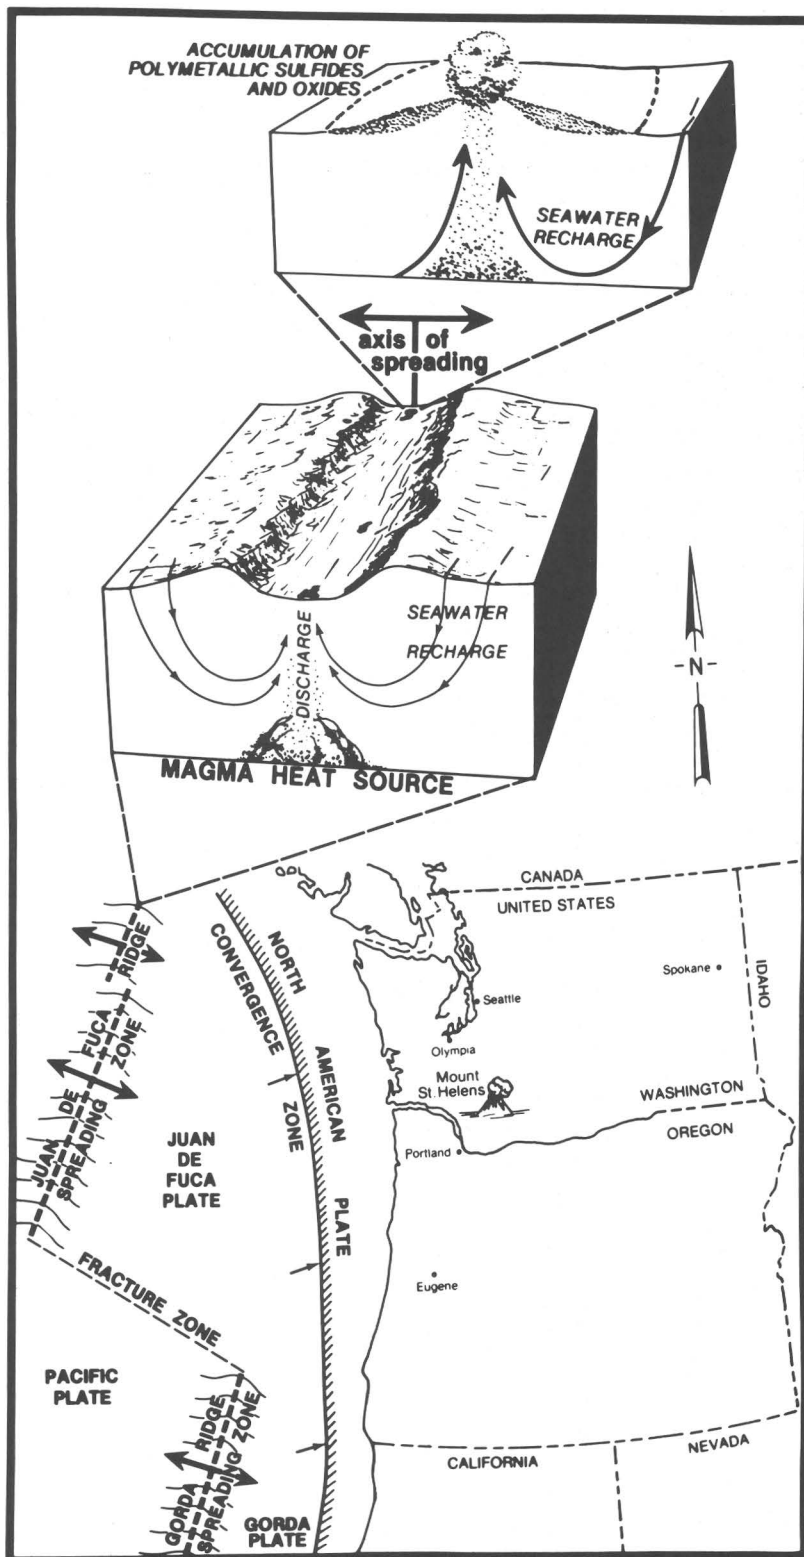 ACCUMULATION OF
POLYMETALLIC SULFIDES
AND OXIDES
SEAWATER
RECHARGE
axis of
spreading
SEAWATER
RECHARGE
DISCHARGE
MAGMA HEAT SOURCE
-N-
CANADA
UNITED STATES
IDAHO
Spokane
Seattle
Olympia
Mount
St. Helens
WASHINGTON
OREGON
Portland
Eugene
CALIFORNIA
NEVADA
NORTH AMERICAN PLATE
CONVERGENCE ZONE
JUAN DE FUCA RIDGE
SPREADING ZONE
JUAN
DE
FUCA
PLATE
FRACTURE ZONE
PACIFIC
PLATE
GORDA RIDGE
SPREADING ZONE
GORDA
PLATE